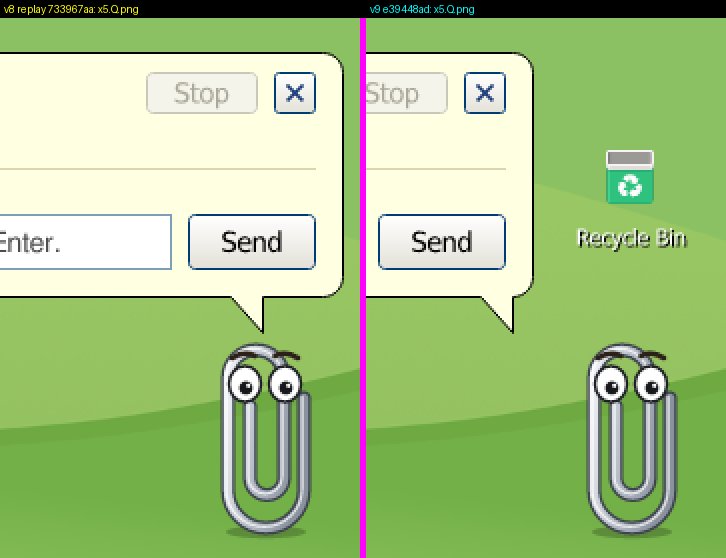 v8 replay 733967aa: x5.Q.png
v9 e39448ad: x5.Q.png
Stop
Enter.
Send
Stop
Send
Recycle Bin